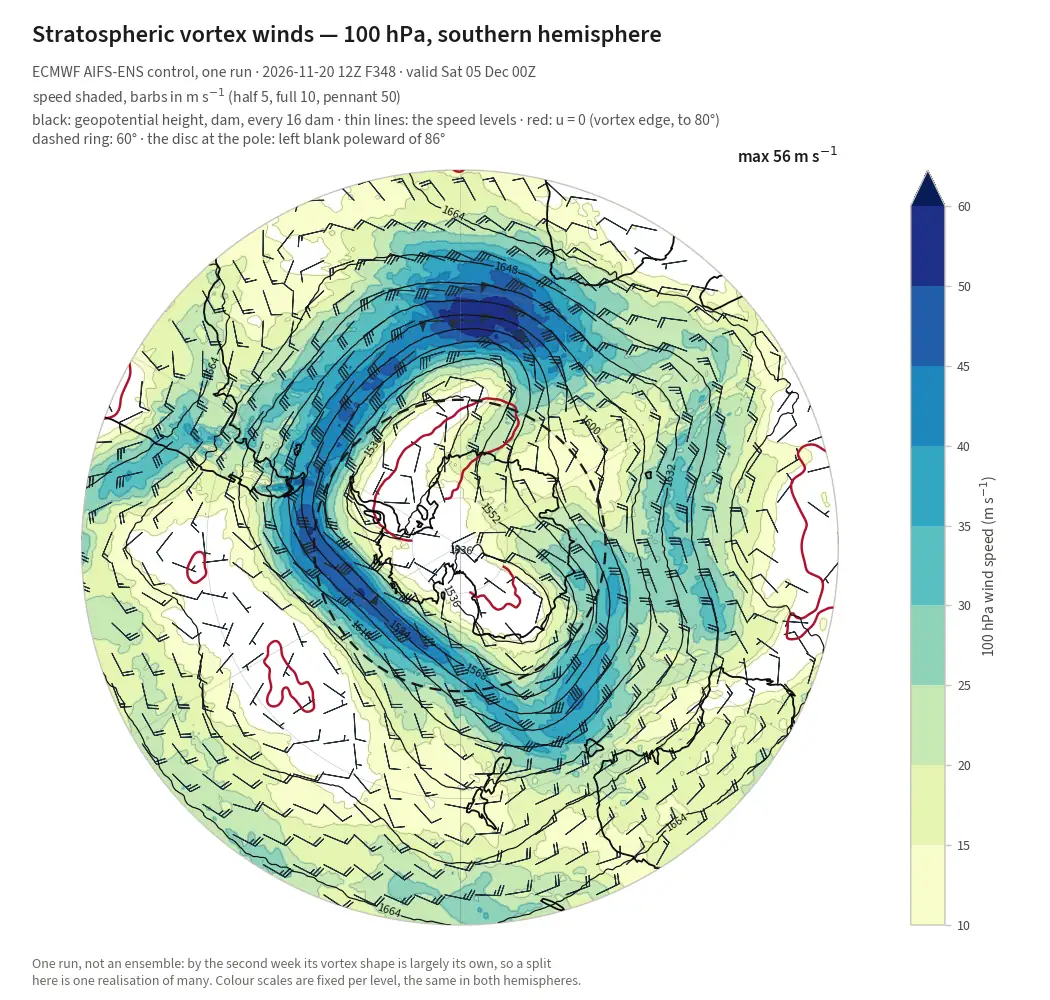 Stratospheric vortex winds — 100 hPa, southern hemisphere
ECMWF AIFS-ENS control, one run · 2026-11-20 12Z F348 · valid Sat 05 Dec 00Z
speed shaded, barbs in m s⁻¹ (half 5, full 10, pennant 50)
black: geopotential height, dam, every 16 dam · thin lines: the speed levels · red: u = 0 (vortex edge, to 80°)
dashed ring: 60° · the disc at the pole: left blank poleward of 86°
max 56 m s⁻¹
1664
1648
60
50
45
1664
40
1600
1632
35
1552
1536
1536
30
1568
25
20
1664
15
1664
10
100 hPa wind speed (m s⁻¹)
One run, not an ensemble: by the second week its vortex shape is largely its own, so a split
here is one realisation of many. Colour scales are fixed per level, the same in both hemispheres.